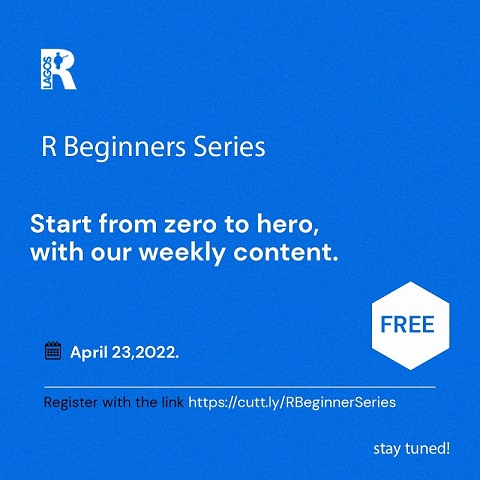 LAGOS
R
R Beginners Series
Start from zero to hero,
with our weekly content.
FREE
April 23,2022.
Register with the link https://cutt.ly/RBeginnerSeries
stay tuned!